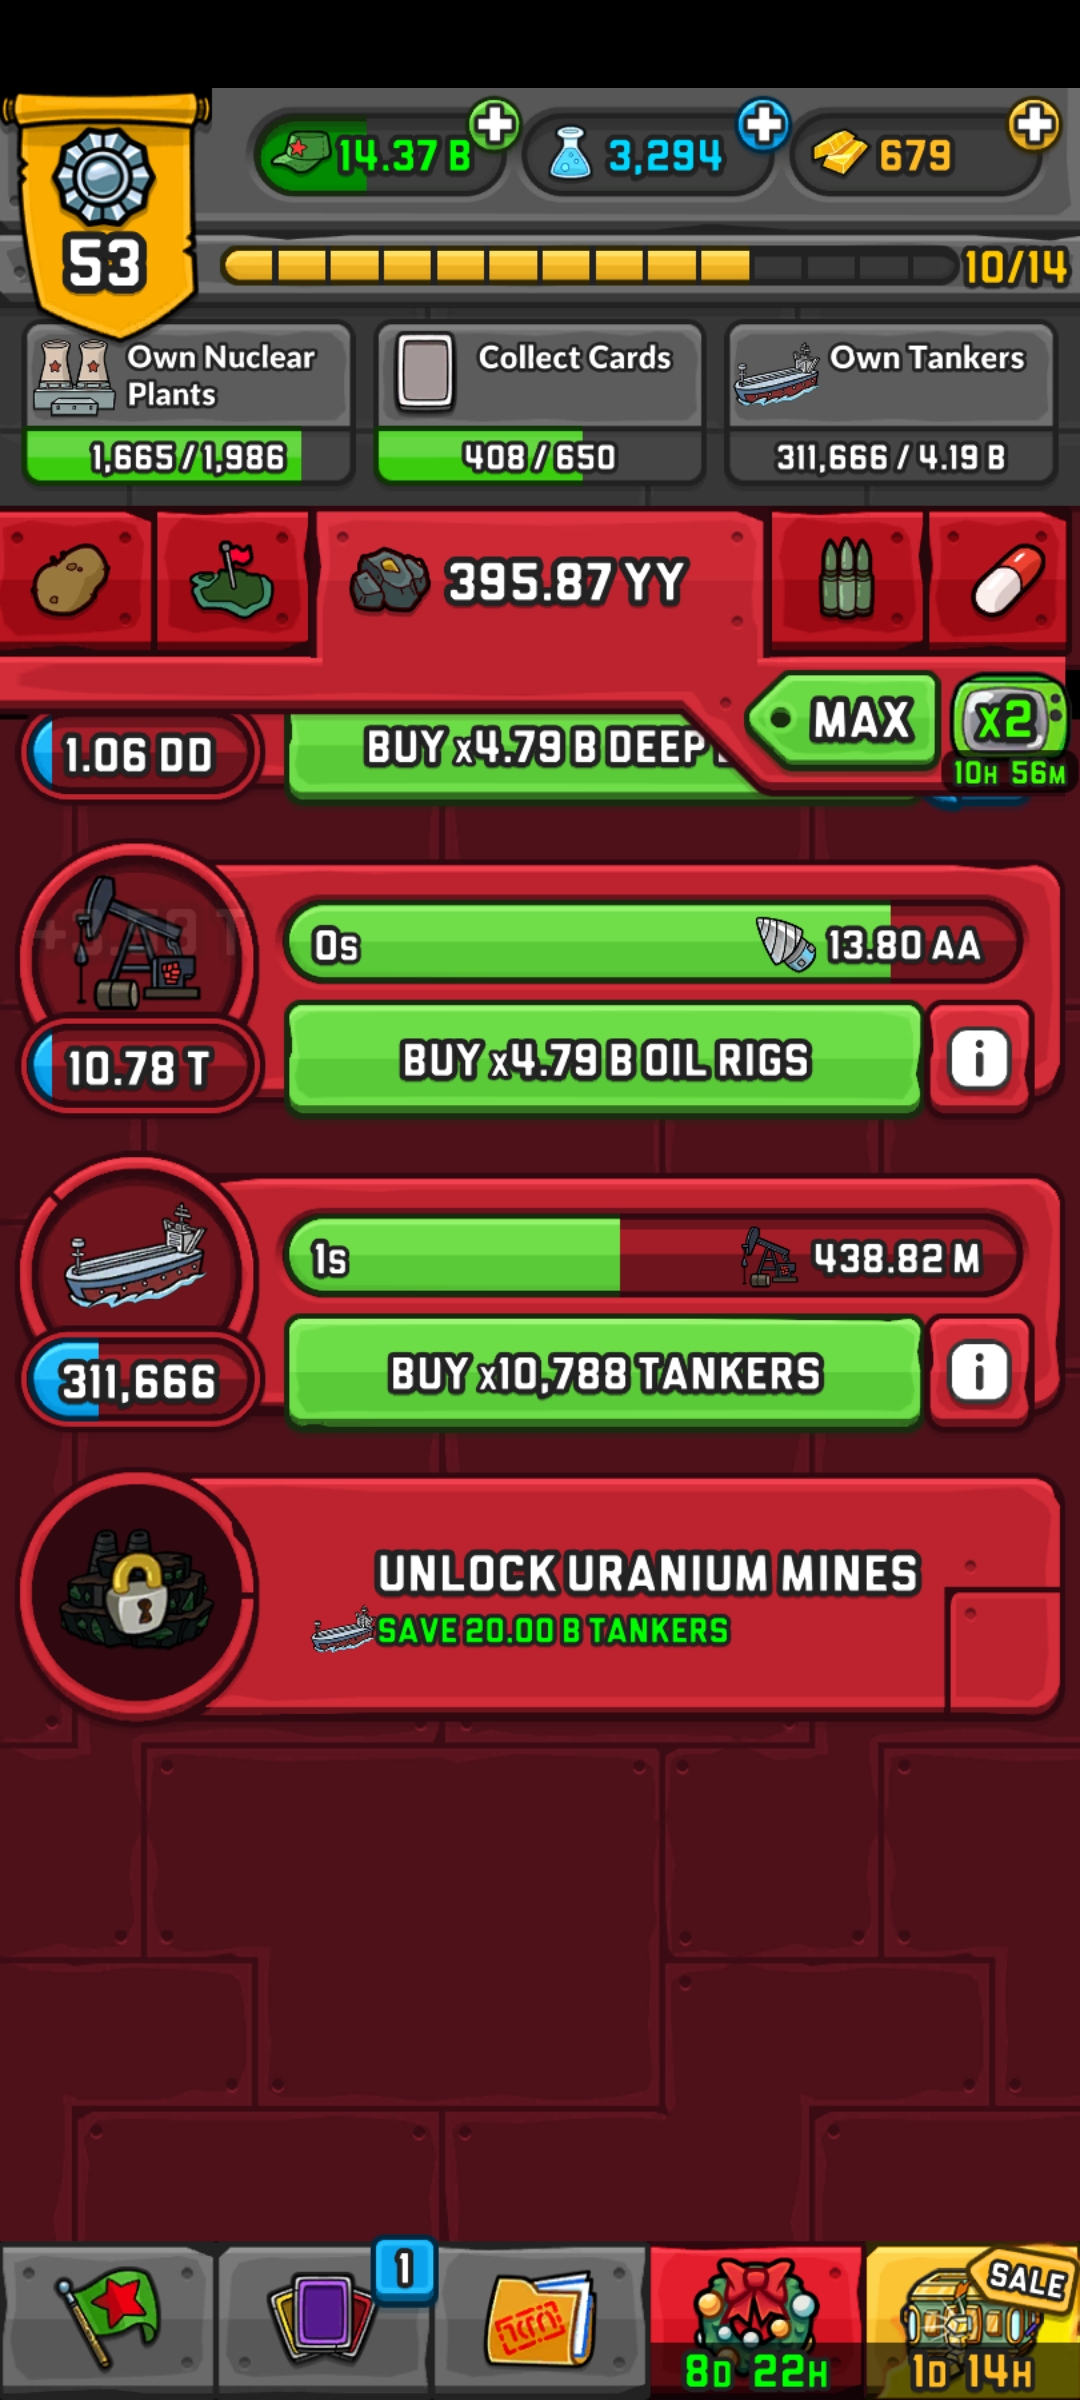 14.37 B
3,294
679
53
10/14
Own Nuclear
Plants
Collect Cards
Own Tankers
1,665/1,986
408/650
311,666/4.19 B
395.87 YY
MAX
x2
10H 56M
1.06 DD
BUY x4.79 B DEEP
0s
13.80 AA
10.78 T
BUY x4.79 B OIL RIGS
i
1s
438.82 M
311,666
BUY x10,788 TANKERS
i
UNLOCK URANIUM MINES
SAVE 20.00 B TANKERS
1
SALE
8D 22H
1D 14H